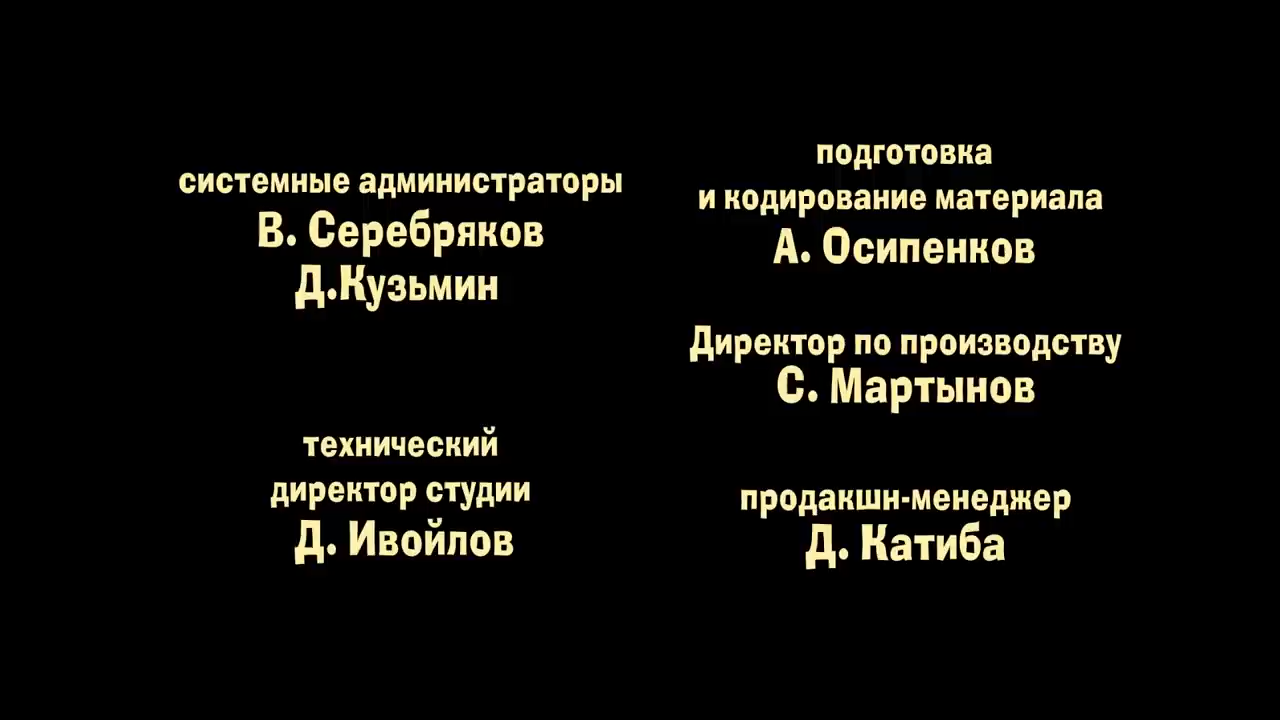 системные администраторы
В. Серебряков
Д.Кузьмин
технический
директор студии
Д. Ивойлов
подготовка
и кодирование материала
А. Осипенков
Директор по производству
С. Мартынов
продакшн-менеджер
Д. Катиба